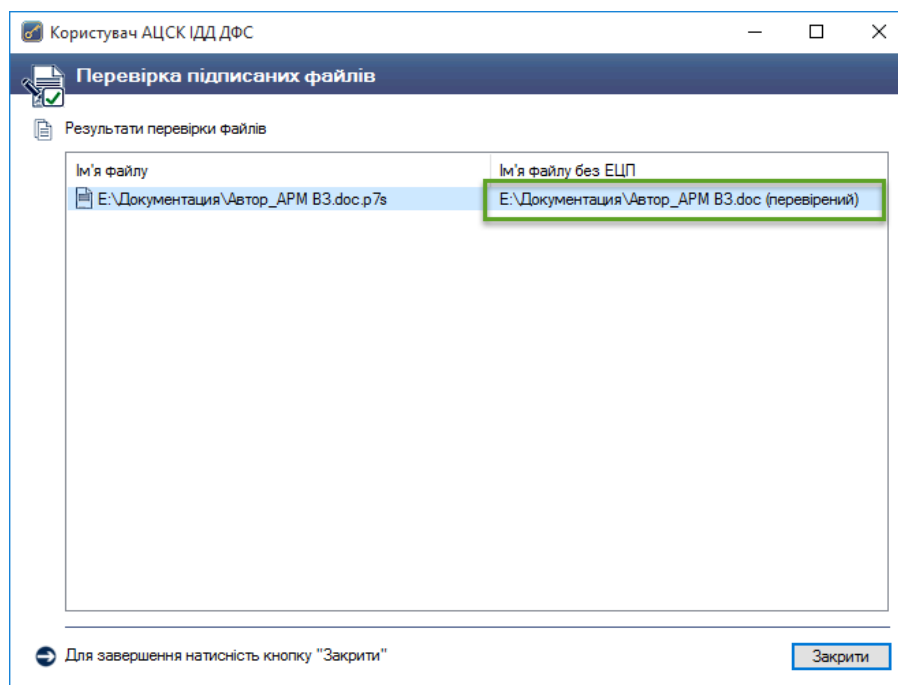 Користувач АЦСК ІДД ДФС
Перевірка підписаних файлів
Результати перевірки файлів
Ім'я файлу Ім'я файлу без ЕЦП
E:\Документация\Автор_АРМ ВЗ.doc.p7s E:\Документация\Автор_АРМ ВЗ.doc (перевірений)
Для завершення натисність кнопку "Закрити" Закрити